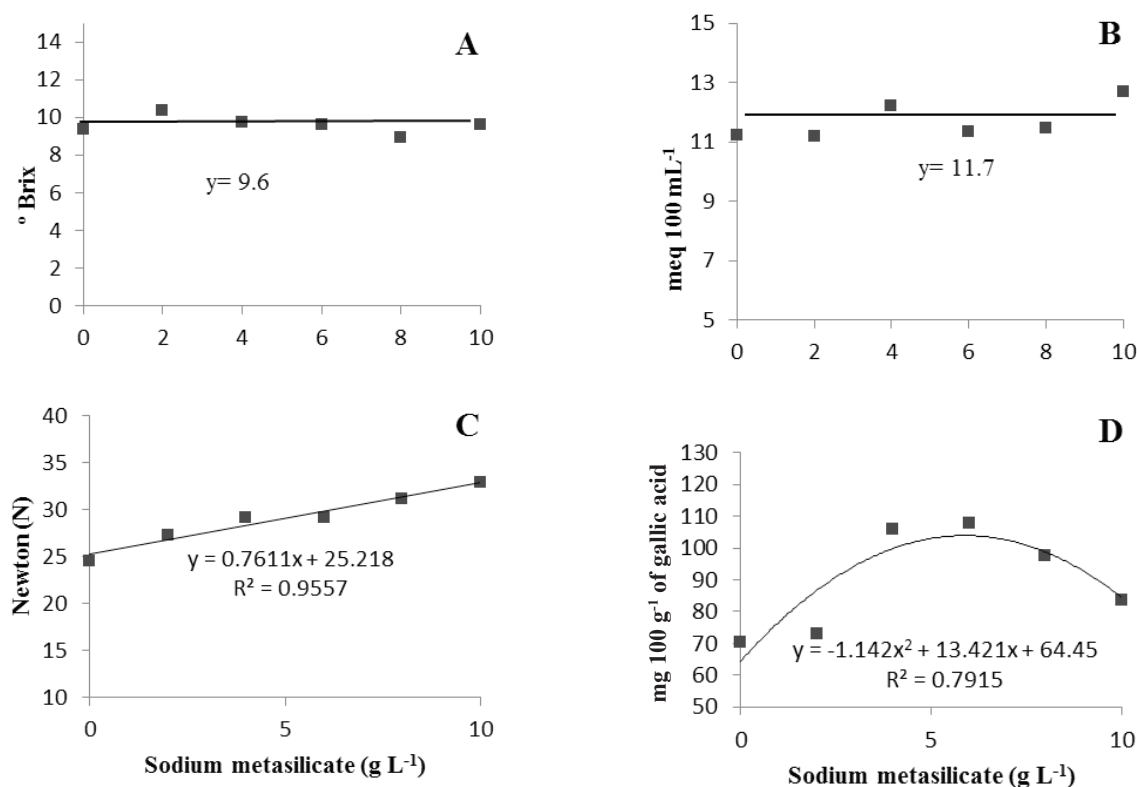 A
º Brix
14
12
10
8
6
4
2
0
y= 9.6
0 2 4 6 8 10
B
meq 100 mL⁻¹
15
13
11
9
7
5
y= 11.7
0 2 4 6 8 10
C
Newton (N)
40
35
30
25
20
15
10
y = 0.7611x + 25.218
R² = 0.9557
0 5 10
Sodium metasilicate (g L⁻¹)
D
mg 100 g⁻¹ of gallic acid
130
120
110
100
90
80
70
60
50
y = -1.142x² + 13.421x + 64.45
R² = 0.7915
0 5 10
Sodium metasilicate (g L⁻¹)